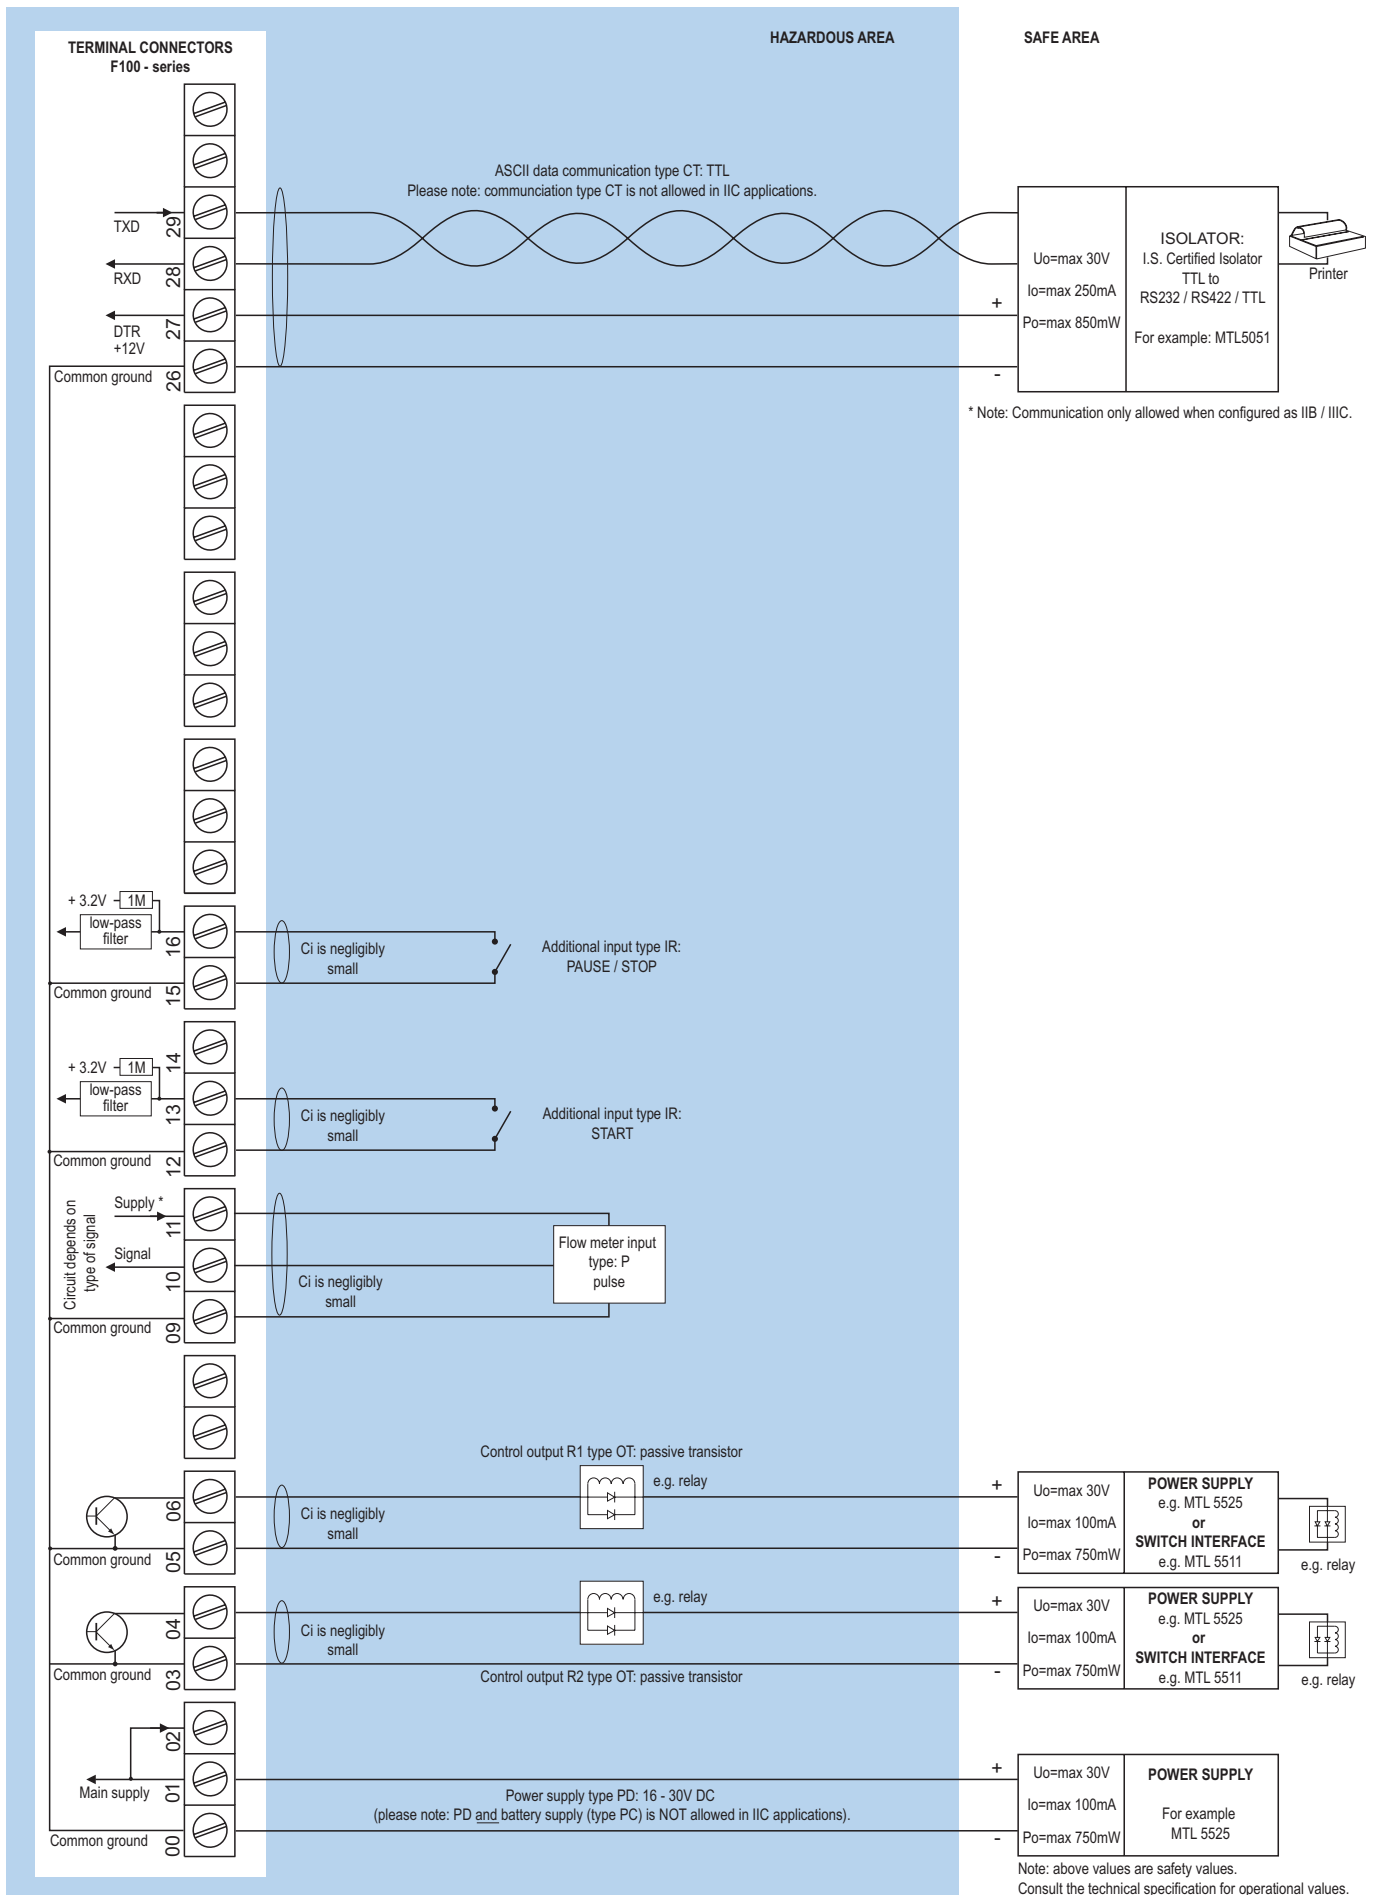 HAZARDOUS AREA
SAFE AREA
TERMINAL CONNECTORS
F100 - series
ASCII data communication type CT: TTL
Please note: communciation type CT is not allowed in IIC applications.
TXD
29
RXD
28
DTR
+12V
27
Common ground
26
+
-
Uo=max 30V
Io=max 250mA
Po=max 850mW
ISOLATOR:
I.S. Certified Isolator
TTL to
RS232 / RS422 / TTL
For example: MTL5051
Printer
* Note: Communication only allowed when configured as IIB / IIIC.
+ 3.2V
1M
low-pass
filter
16
Common ground
15
Ci is negligibly
small
Additional input type IR:
PAUSE / STOP
14
+ 3.2V
1M
low-pass
filter
13
Common ground
12
Ci is negligibly
small
Additional input type IR:
START
Circuit depends on
type of signal
Supply *
11
Signal
10
Common ground
09
Ci is negligibly
small
Flow meter input
type: P
pulse
Control output R1 type OT: passive transistor
06
Common ground
05
Ci is negligibly
small
e.g. relay
+
-
Uo=max 30V
Io=max 100mA
Po=max 750mW
POWER SUPPLY
e.g. MTL 5525
or
SWITCH INTERFACE
e.g. MTL 5511
e.g. relay
04
Common ground
03
Ci is negligibly
small
e.g. relay
Control output R2 type OT: passive transistor
+
-
Uo=max 30V
Io=max 100mA
Po=max 750mW
POWER SUPPLY
e.g. MTL 5525
or
SWITCH INTERFACE
e.g. MTL 5511
e.g. relay
02
Main supply
01
Common ground
00
Power supply type PD: 16 - 30V DC
(please note: PD and battery supply (type PC) is NOT allowed in IIC applications).
+
-
Uo=max 30V
Io=max 100mA
Po=max 750mW
POWER SUPPLY
For example
MTL 5525
Note: above values are safety values.
Consult the technical specification for operational values.